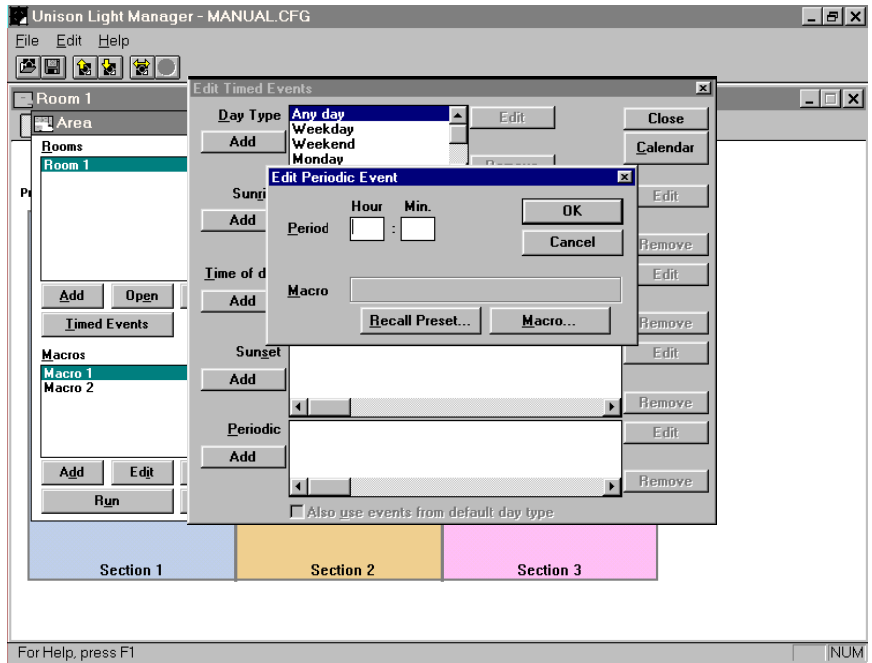 Unison Light Manager - MANUAL.CFG
File Edit Help
Room 1
Area
Rooms
Room 1
Add Open
Timed Events
Macros
Macro 1
Macro 2
Add Edit
Run
Edit Timed Events
Day Type
Any day
Weekday
Weekend
Monday
Add
Edit
Close
Calendar
Add
Edit
Remove
Time of d
Add
Edit
Remove
Sunset
Add
Edit
Remove
Periodic
Add
Edit
Remove
Also use events from default day type
Edit Periodic Event
Hour Min.
Period :
OK
Cancel
Macro
Recall Preset... Macro...
Section 1 Section 2 Section 3
For Help, press F1 NUM